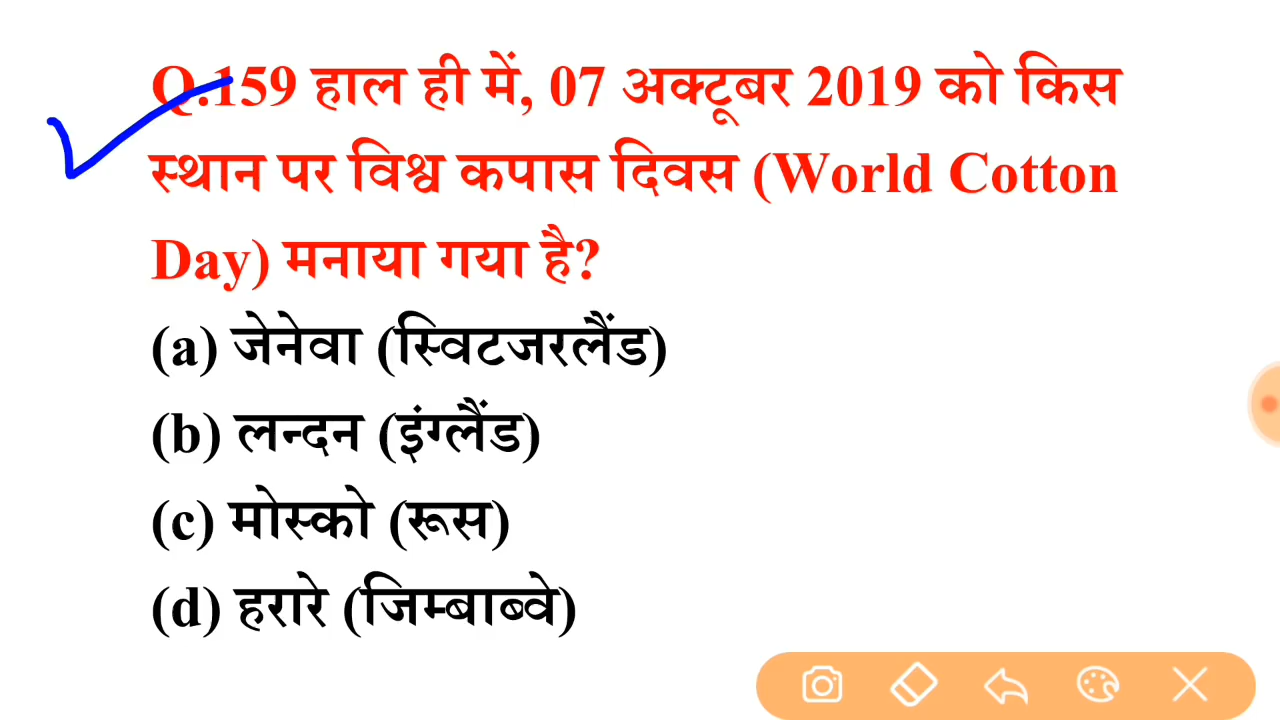 Q.159 हाल ही में, 07 अक्टूबर 2019 को किस
स्थान पर विश्व कपास दिवस (World Cotton
Day) मनाया गया है?
(a) जेनेवा (स्विटजरलैंड)
(b) लन्दन (इंग्लैंड)
(c) मोस्को (रूस)
(d) हरारे (जिम्बाब्वे)